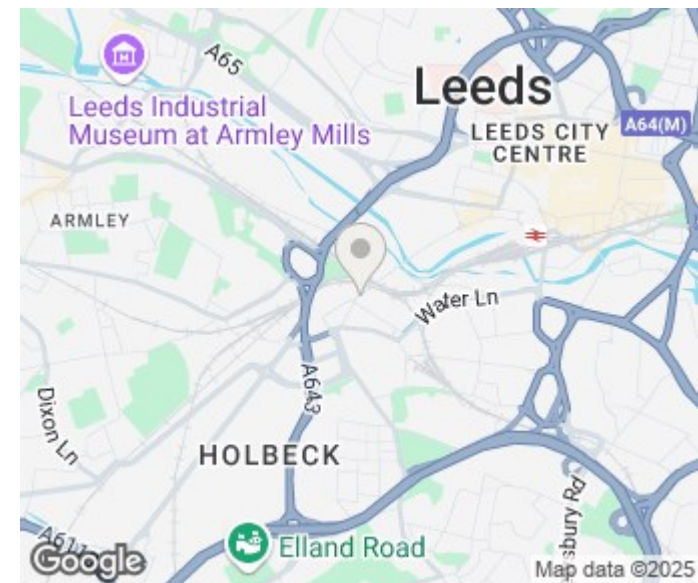 A65
Leeds Industrial
Museum at Armley Mills
Leeds
LEEDS CITY
CENTRE
A64(M)
ARMLEY
Water Ln
A643
Dixon Ln
HOLBECK
Elland Road
Google
Map data ©2025